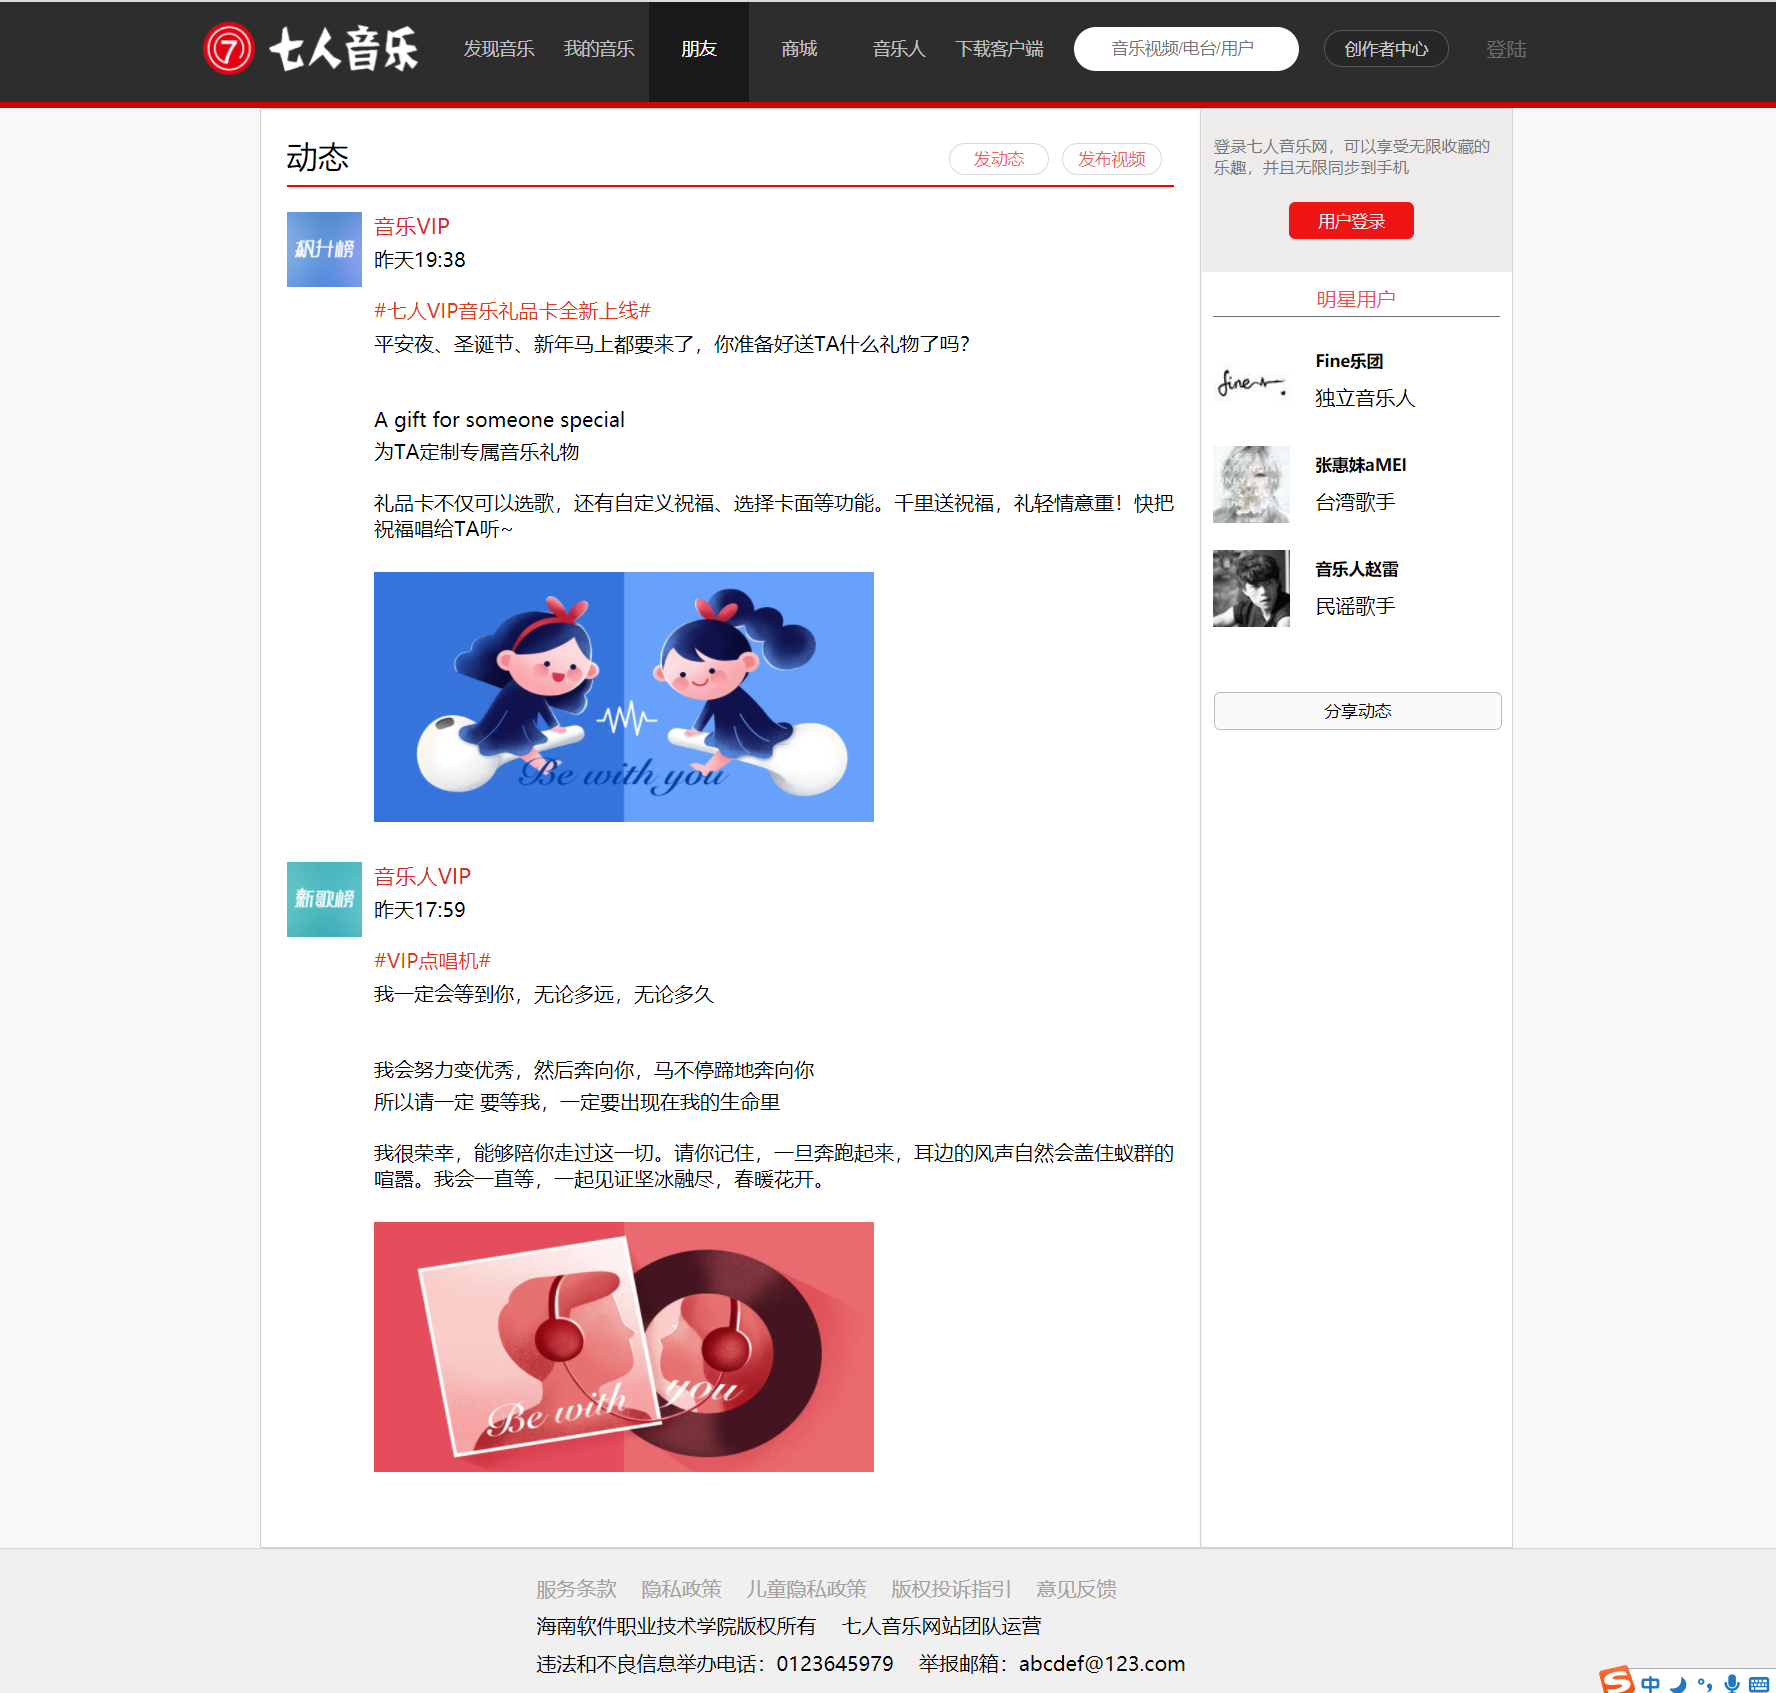 ⑦ 七人音乐
发现音乐 我的音乐 朋友 商城 音乐人 下载客户端 音乐视频/电台/用户 创作者中心 登陆
动态 发动态 发布视频
飙升榜
音乐VIP
昨天19:38
#七人VIP音乐礼品卡全新上线#
平安夜、圣诞节、新年马上都要来了，你准备好送TA什么礼物了吗？
A gift for someone special
为TA定制专属音乐礼物
礼品卡不仅可以选歌，还有自定义祝福、选择卡面等功能。千里送祝福，礼轻情意重！快把
祝福唱给TA听~
Be with you
新歌榜
音乐人VIP
昨天17:59
#VIP点唱机#
我一定会等到你，无论多远，无论多久
我会努力变优秀，然后奔向你，马不停蹄地奔向你
所以请一定 要等我，一定要出现在我的生命里
我很荣幸，能够陪你走过这一切。请你记住，一旦奔跑起来，耳边的风声自然会盖住蚁群的
喧嚣。我会一直等，一起见证坚冰融尽，春暖花开。
Be with you
登录七人音乐网，可以享受无限收藏的
乐趣，并且无限同步到手机
用户登录
明星用户
fine
Fine乐团
独立音乐人
张惠妹aMEI
台湾歌手
音乐人赵雷
民谣歌手
分享动态
服务条款 隐私政策 儿童隐私政策 版权投诉指引 意见反馈
海南软件职业技术学院版权所有 七人音乐网站团队运营
违法和不良信息举办电话：0123645979 举报邮箱：abcdef@123.com
S 中